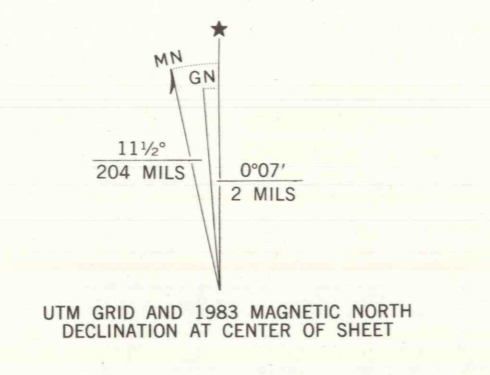 ★
MN
GN
11½°
204 MILS
0°07′
2 MILS
UTM GRID AND 1983 MAGNETIC NORTH
DECLINATION AT CENTER OF SHEET